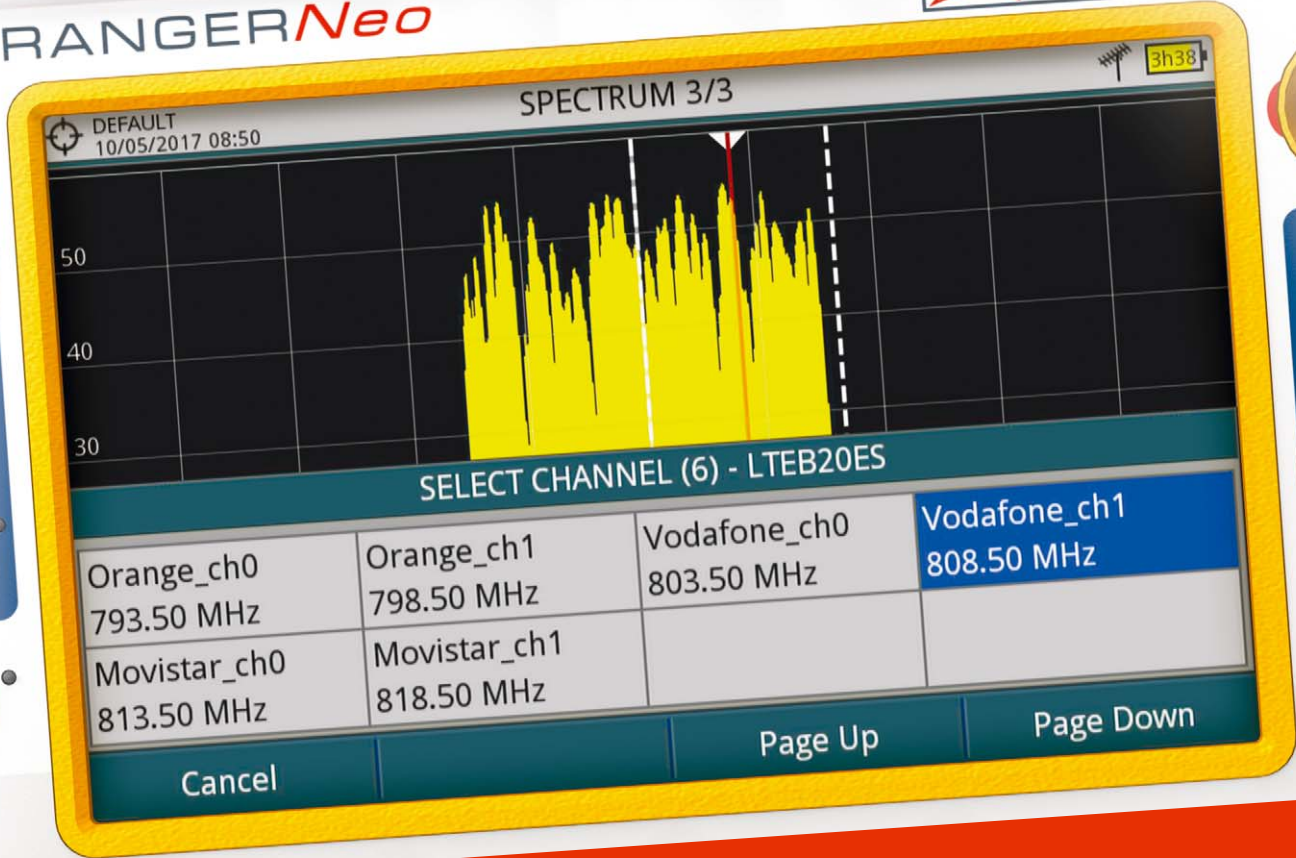 RANGERNeo
DEFAULT
10/05/2017 08:50
SPECTRUM 3/3
3h38
50
40
30
SELECT CHANNEL (6) - LTEB20ES
Orange_ch0
793.50 MHz
Orange_ch1
798.50 MHz
Vodafone_ch0
803.50 MHz
Vodafone_ch1
808.50 MHz
Movistar_ch0
813.50 MHz
Movistar_ch1
818.50 MHz
Cancel
Page Up
Page Down